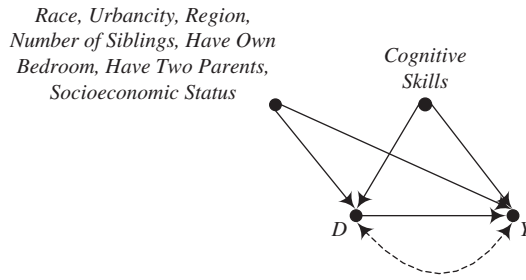 Race, Urbancity, Region,
Number of Siblings, Have Own
Bedroom, Have Two Parents,
Socioeconomic Status
Cognitive
Skills
D
Y